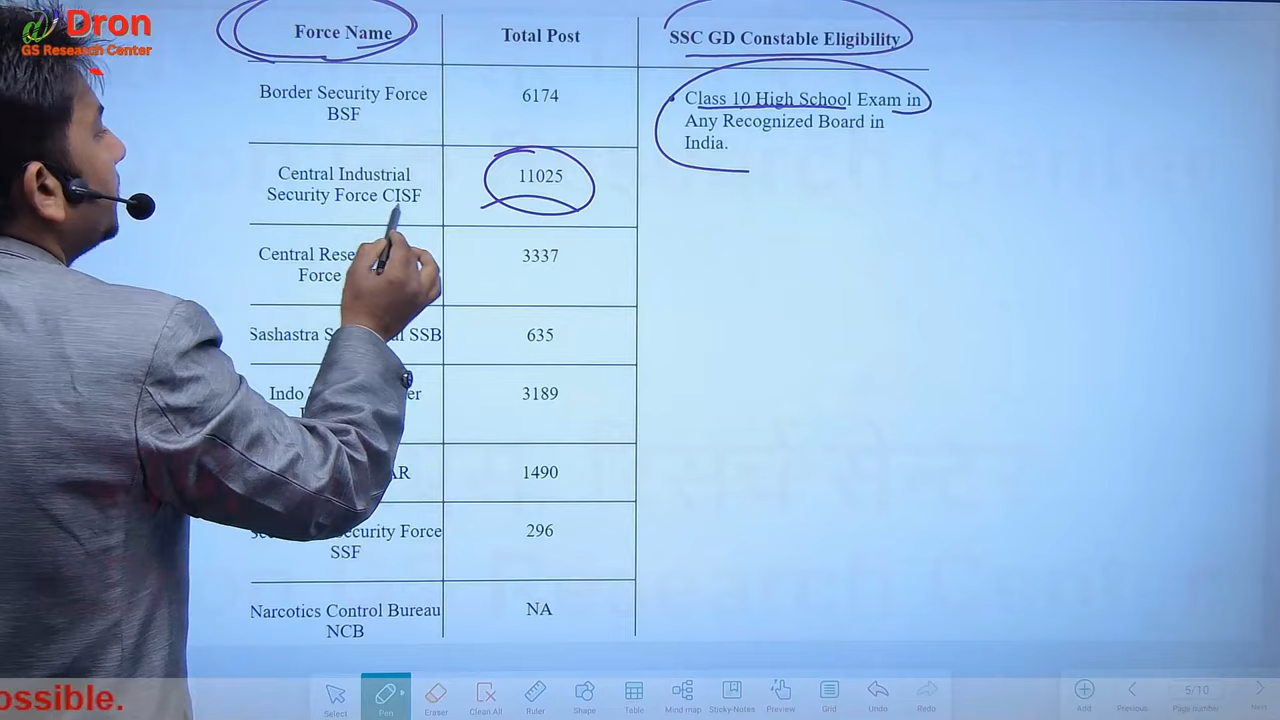 Dron
GS Research Center
Force Name
Total Post
SSC GD Constable Eligibility
Border Security Force
BSF
6174
• Class 10 High School Exam in
Any Recognized Board in
India.
Central Industrial
Security Force CISF
11025
Central
Force
3337
Sashastra SSB
635
Indo
3189
AR
1490
Security Force
SSF
296
Narcotics Control Bureau
NCB
NA
ossible.
Select
Pen
Eraser
Clean All
Ruler
Shape
Table
Mind map
Sticky-Notes
Preview
Grid
Undo
Redo
Add
Previous
5/10
Page number
Next